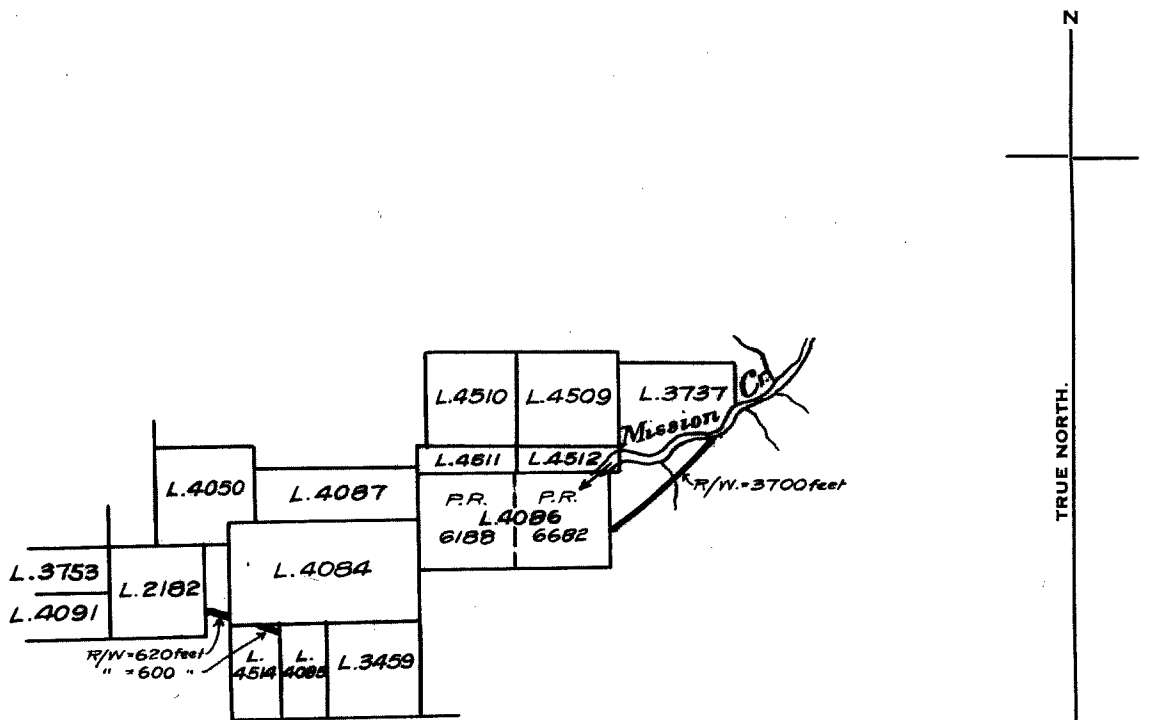 N
TRUE NORTH.
L.4510
L.4509
L.3737
Mission Cr.
L.4511
L.4512
L.4050
L.4087
R/W.=3700 feet
P.R.
P.R.
L.4086
6188
6682
L.3753
L.2182
L.4084
L.4091
R/W=620 feet
" =600 "
L.
4514
L.
4085
L.3459